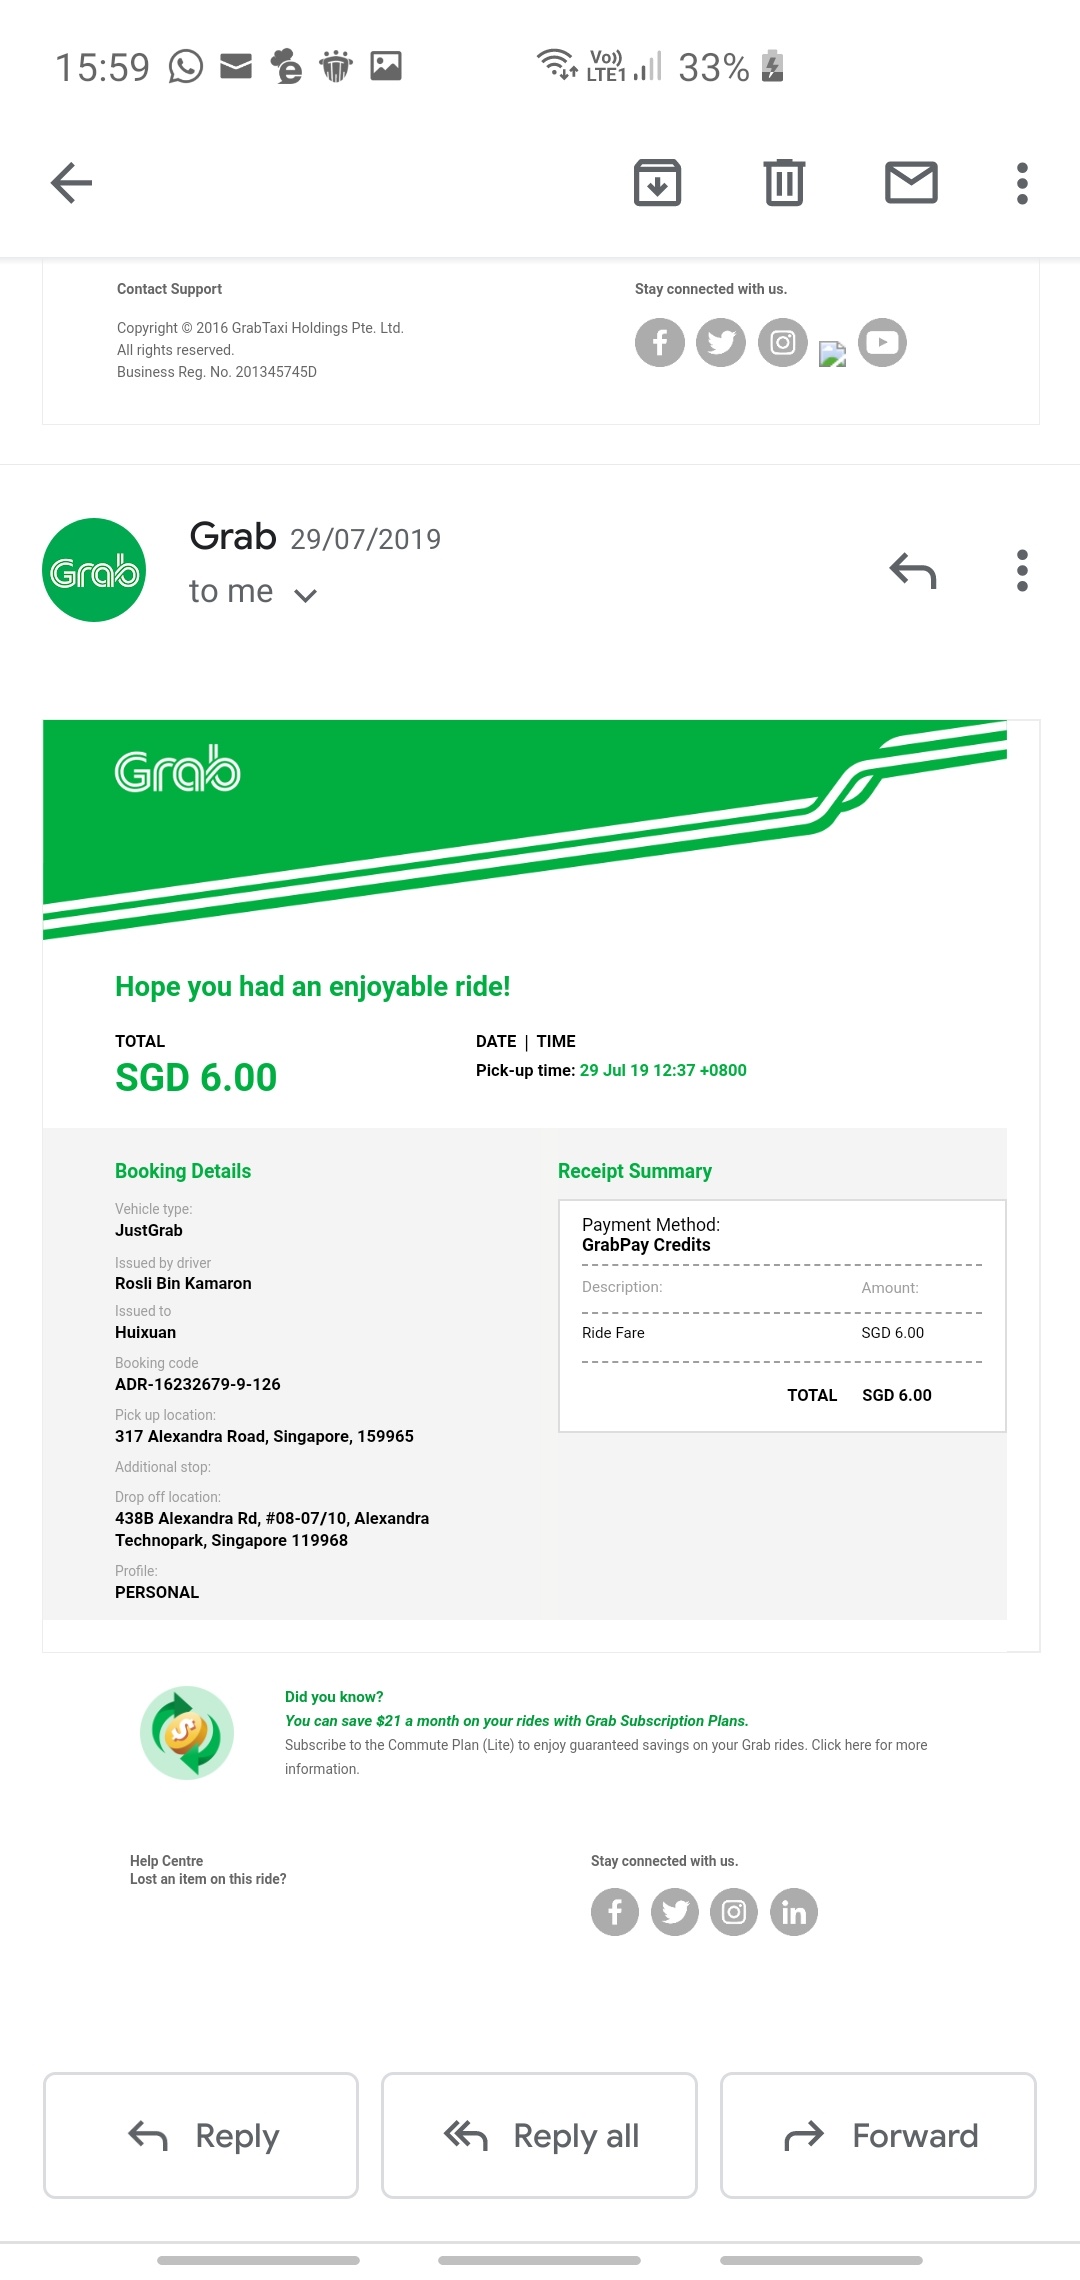 15:59 Vo)) LTE1 33%
Contact Support
Copyright © 2016 GrabTaxi Holdings Pte. Ltd.
All rights reserved.
Business Reg. No. 201345745D
Stay connected with us.
Grab
Grab 29/07/2019
to me
Grab
Hope you had an enjoyable ride!
TOTAL
SGD 6.00
DATE | TIME
Pick-up time: 29 Jul 19 12:37 +0800
Booking Details
Vehicle type:
JustGrab
Issued by driver
Rosli Bin Kamaron
Issued to
Huixuan
Booking code
ADR-16232679-9-126
Pick up location:
317 Alexandra Road, Singapore, 159965
Additional stop:
Drop off location:
438B Alexandra Rd, #08-07/10, Alexandra
Technopark, Singapore 119968
Profile:
PERSONAL
Receipt Summary
Payment Method:
GrabPay Credits
Description: Amount:
Ride Fare SGD 6.00
TOTAL SGD 6.00
Did you know?
You can save $21 a month on your rides with Grab Subscription Plans.
Subscribe to the Commute Plan (Lite) to enjoy guaranteed savings on your Grab rides. Click here for more
information.
Help Centre
Lost an item on this ride?
Stay connected with us.
Reply
Reply all
Forward